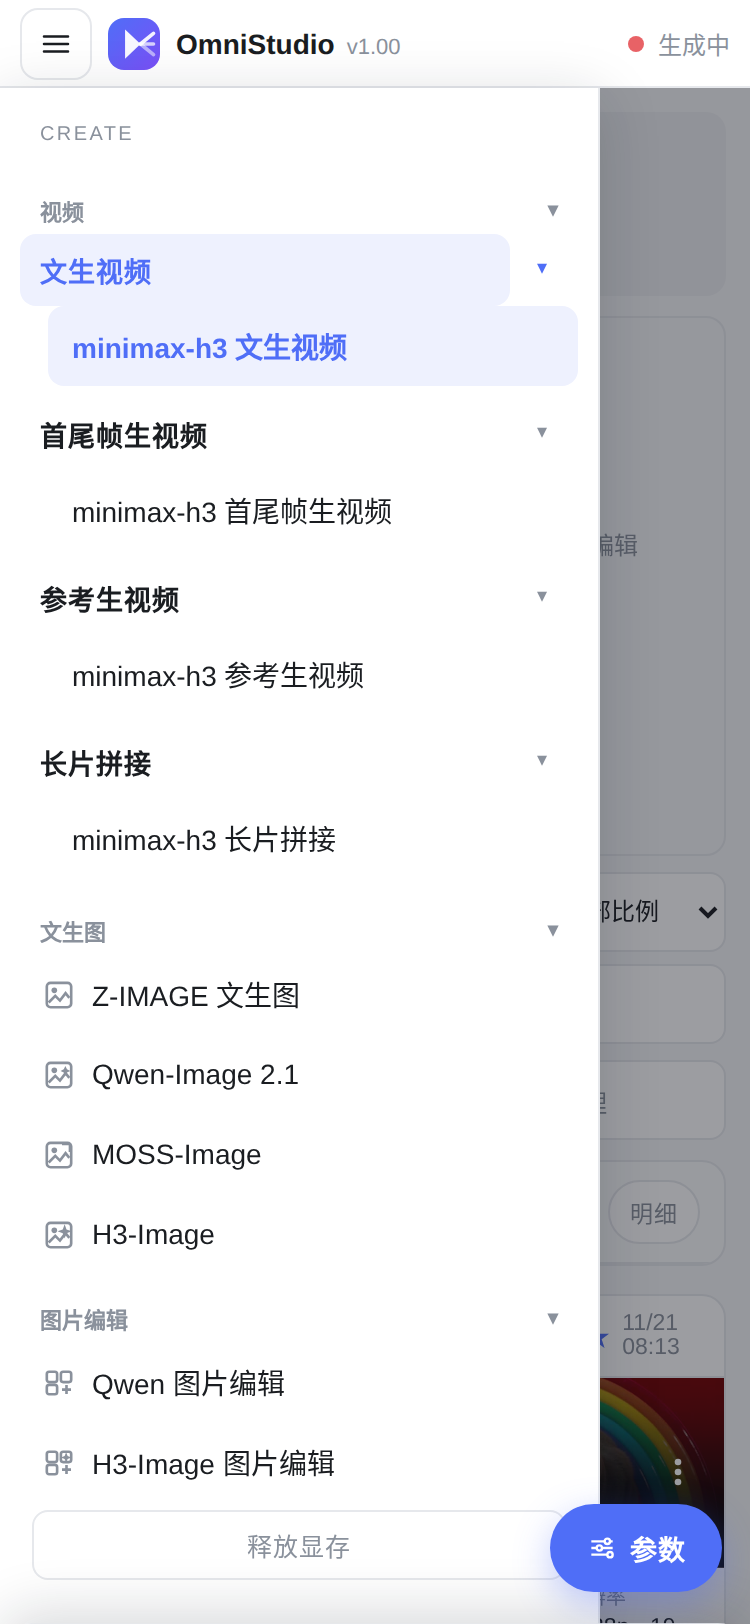 OmniStudio v1.00
生成中
CREATE
视频
文生视频
minimax-h3 文生视频
首尾帧生视频
minimax-h3 首尾帧生视频
编辑
参考生视频
minimax-h3 参考生视频
长片拼接
minimax-h3 长片拼接
部比例
文生图
Z-IMAGE 文生图
Qwen-Image 2.1
MOSS-Image
H3-Image
明细
图片编辑
11/21
08:13
Qwen 图片编辑
H3-Image 图片编辑
释放显存
参数